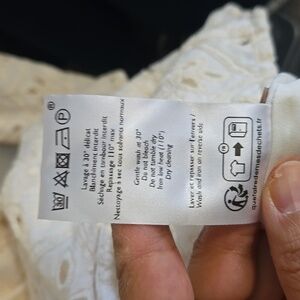 P
Lavage à 30° délicat
Blanchiment interdit
Séchage en tambour interdit
Repassage 110° max
Nettoyage à sec tous solvants normaux
Gentle wash at 30°
Do not bleach
Do not tumble dry
Iron low heat (110°)
Dry cleaning
Laver et repasser sur l'envers /
Wash and iron on reverse side
FR
quefairedemesdechets.fr